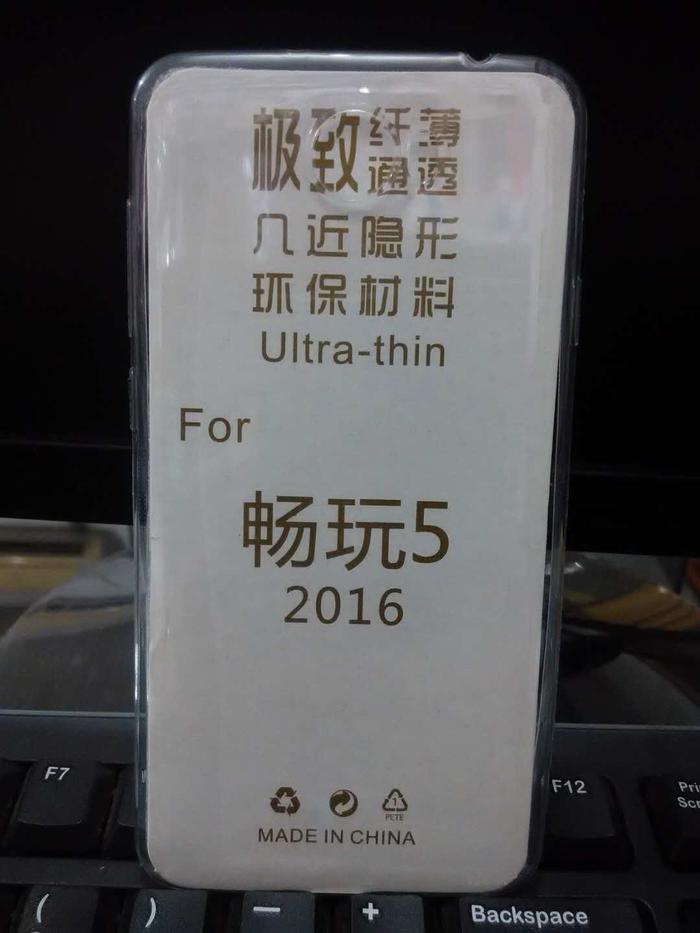 极致纤薄通透
几近隐形
环保材料
Ultra-thin
For
畅玩5
2016
1
PETE
MADE IN CHINA
F7
F12
(
)
—
+
Backspace